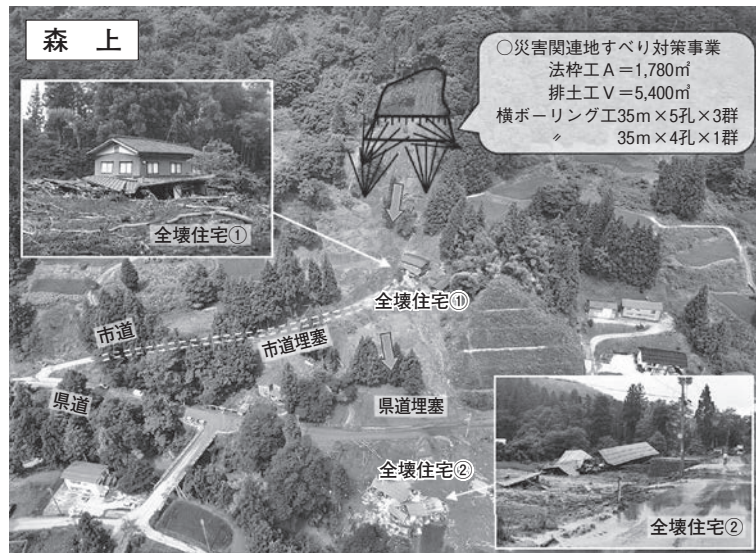 森 上
○災害関連地すべり対策事業
法枠工A＝1,780㎡
排土工V＝5,400㎡
横ボーリング工35m×5孔×3群
〃 35m×4孔×1群
全壊住宅①
全壊住宅①
市道
市道埋塞
県道
県道埋塞
全壊住宅②
全壊住宅②